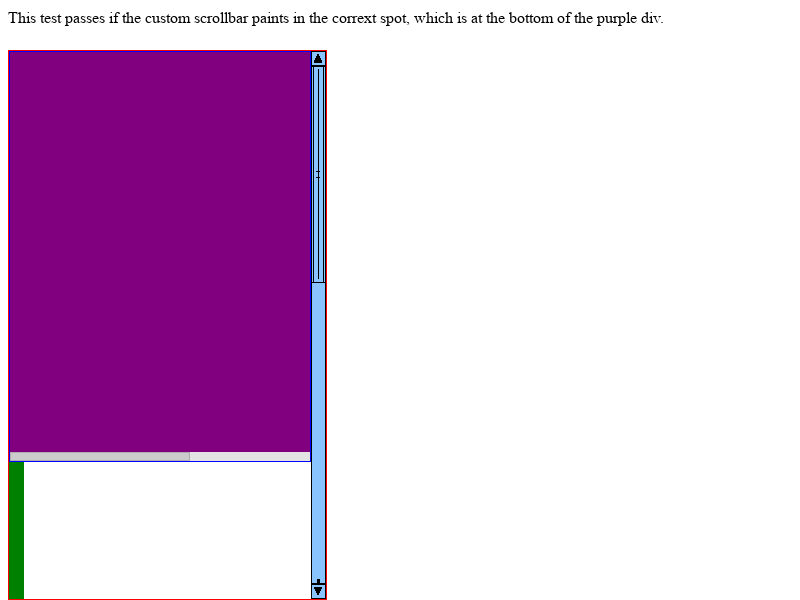 This test passes if the custom scrollbar paints in the corrext spot, which is at the bottom of the purple div.